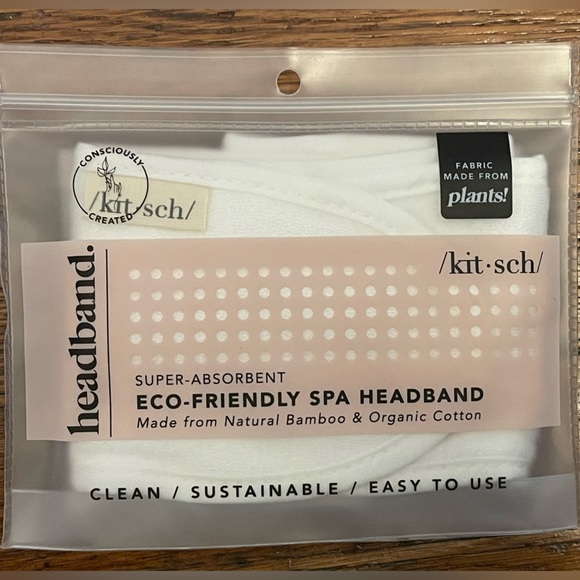 CONSCIOUSLY
CREATED
/kit·sch/
FABRIC
MADE FROM
plants!
headband.
/kit·sch/
SUPER-ABSORBENT
ECO-FRIENDLY SPA HEADBAND
Made from Natural Bamboo & Organic Cotton
CLEAN / SUSTAINABLE / EASY TO USE